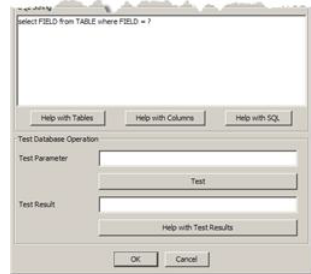 select FIELD from TABLE where FIELD = ?
Help with Tables
Help with Columns
Help with SQL
Test Database Operation
Test Parameter
Test
Test Result
Help with Test Results
OK
Cancel